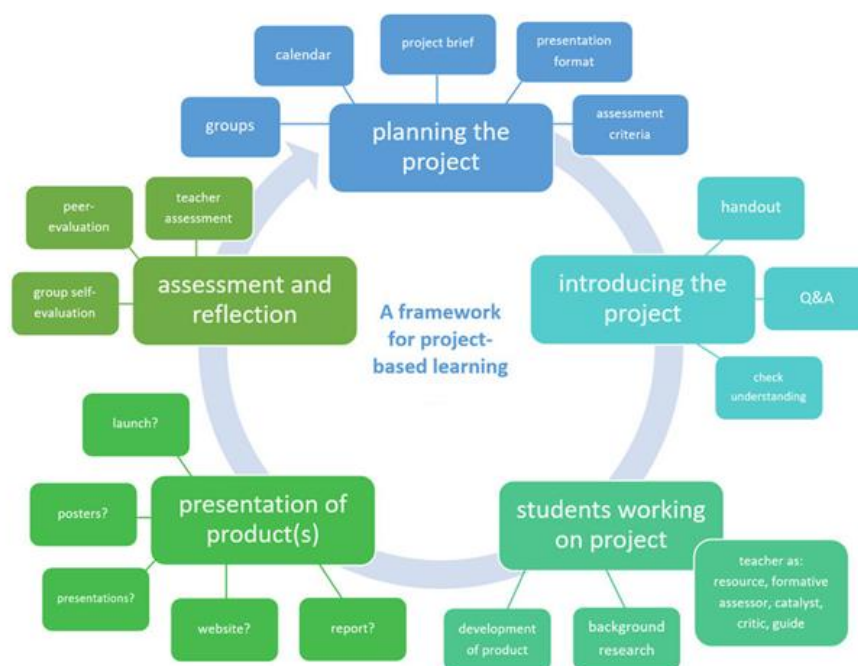 calendar
project brief
presentation
format
groups
planning the
project
assessment
criteria
handout
introducing the
project
Q&A
check
understanding
students working
on project
teacher as:
resource, formative
assessor, catalyst,
critic, guide
development
of product
background
research
presentation of
product(s)
launch?
posters?
presentations?
website?
report?
assessment and
reflection
teacher
assessment
peer-
evaluation
group self-
evaluation
A framework
for project-
based learning